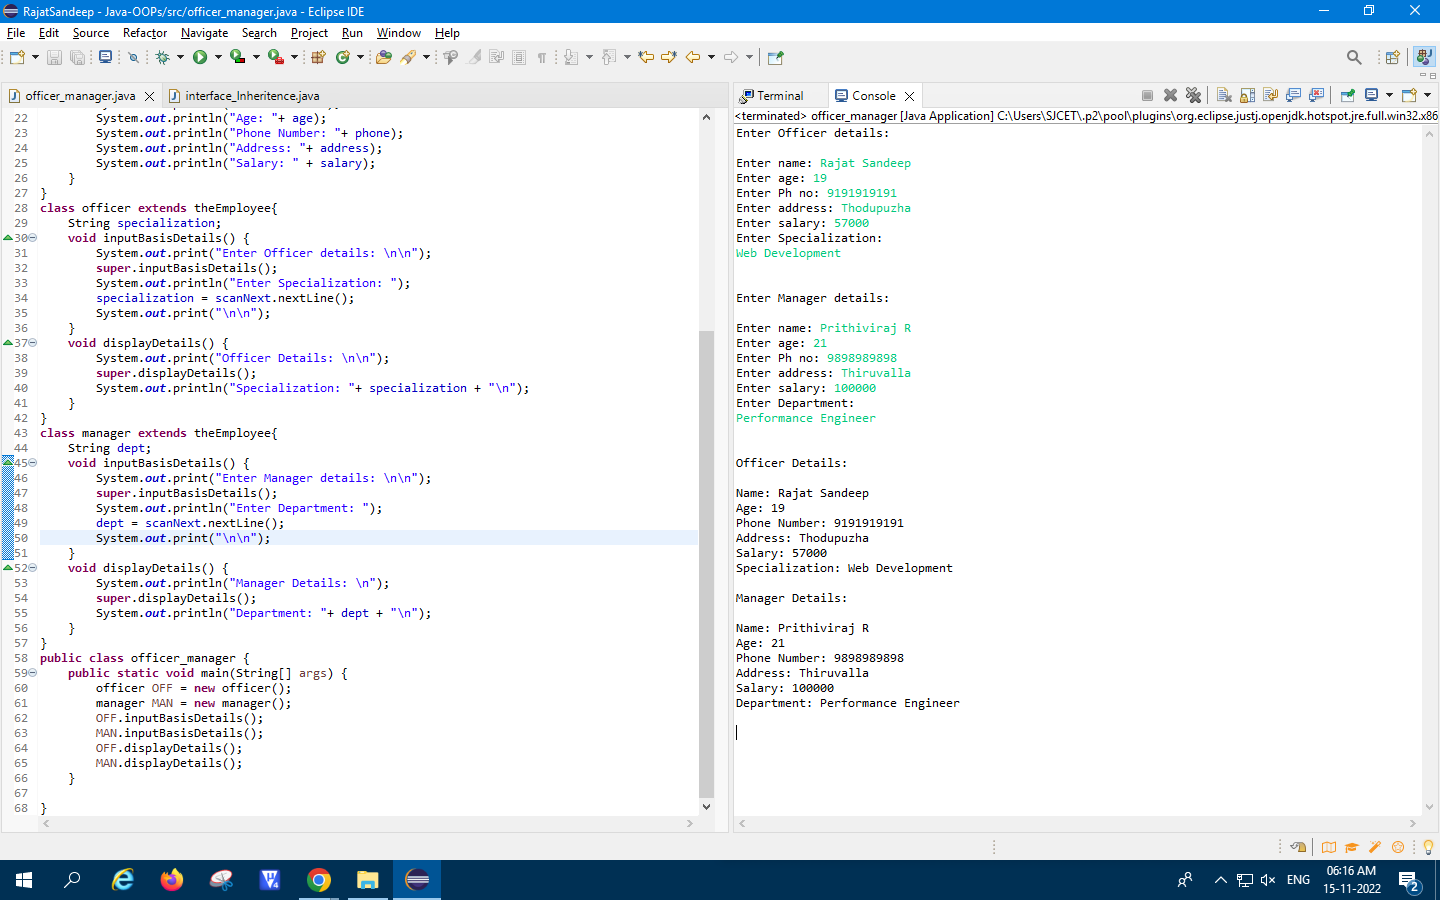 RajatSandeep - Java-OOPs/src/officer_manager.java - Eclipse IDE
File Edit Source Refactor Navigate Search Project Run Window Help
officer_manager.java interface_Inheritence.java
22 System.out.println("Age: "+ age);
23 System.out.println("Phone Number: "+ phone);
24 System.out.println("Address: "+ address);
25 System.out.println("Salary: " + salary);
26 }
27 }
28 class officer extends theEmployee{
29 String specialization;
30 void inputBasisDetails() {
31 System.out.print("Enter Officer details: \n\n");
32 super.inputBasisDetails();
33 System.out.println("Enter Specialization: ");
34 specialization = scanNext.nextLine();
35 System.out.print("\n\n");
36 }
37 void displayDetails() {
38 System.out.print("Officer Details: \n\n");
39 super.displayDetails();
40 System.out.println("Specialization: "+ specialization + "\n");
41 }
42 }
43 class manager extends theEmployee{
44 String dept;
45 void inputBasisDetails() {
46 System.out.print("Enter Manager details: \n\n");
47 super.inputBasisDetails();
48 System.out.println("Enter Department: ");
49 dept = scanNext.nextLine();
50 System.out.print("\n\n");
51 }
52 void displayDetails() {
53 System.out.println("Manager Details: \n");
54 super.displayDetails();
55 System.out.println("Department: "+ dept + "\n");
56 }
57 }
58 public class officer_manager {
59 public static void main(String[] args) {
60 officer OFF = new officer();
61 manager MAN = new manager();
62 OFF.inputBasisDetails();
63 MAN.inputBasisDetails();
64 OFF.displayDetails();
65 MAN.displayDetails();
66 }
67
68 }
Terminal Console
<terminated> officer_manager [Java Application] C:\Users\SJCET\.p2\pool\plugins\org.eclipse.justj.openjdk.hotspot.jre.full.win32.x86
Enter Officer details:
Enter name: Rajat Sandeep
Enter age: 19
Enter Ph no: 9191919191
Enter address: Thodupuzha
Enter salary: 57000
Enter Specialization:
Web Development
Enter Manager details:
Enter name: Prithiviraj R
Enter age: 21
Enter Ph no: 9898989898
Enter address: Thiruvalla
Enter salary: 100000
Enter Department:
Performance Engineer
Officer Details:
Name: Rajat Sandeep
Age: 19
Phone Number: 9191919191
Address: Thodupuzha
Salary: 57000
Specialization: Web Development
Manager Details:
Name: Prithiviraj R
Age: 21
Phone Number: 9898989898
Address: Thiruvalla
Salary: 100000
Department: Performance Engineer
ENG
06:16 AM
15-11-2022
2